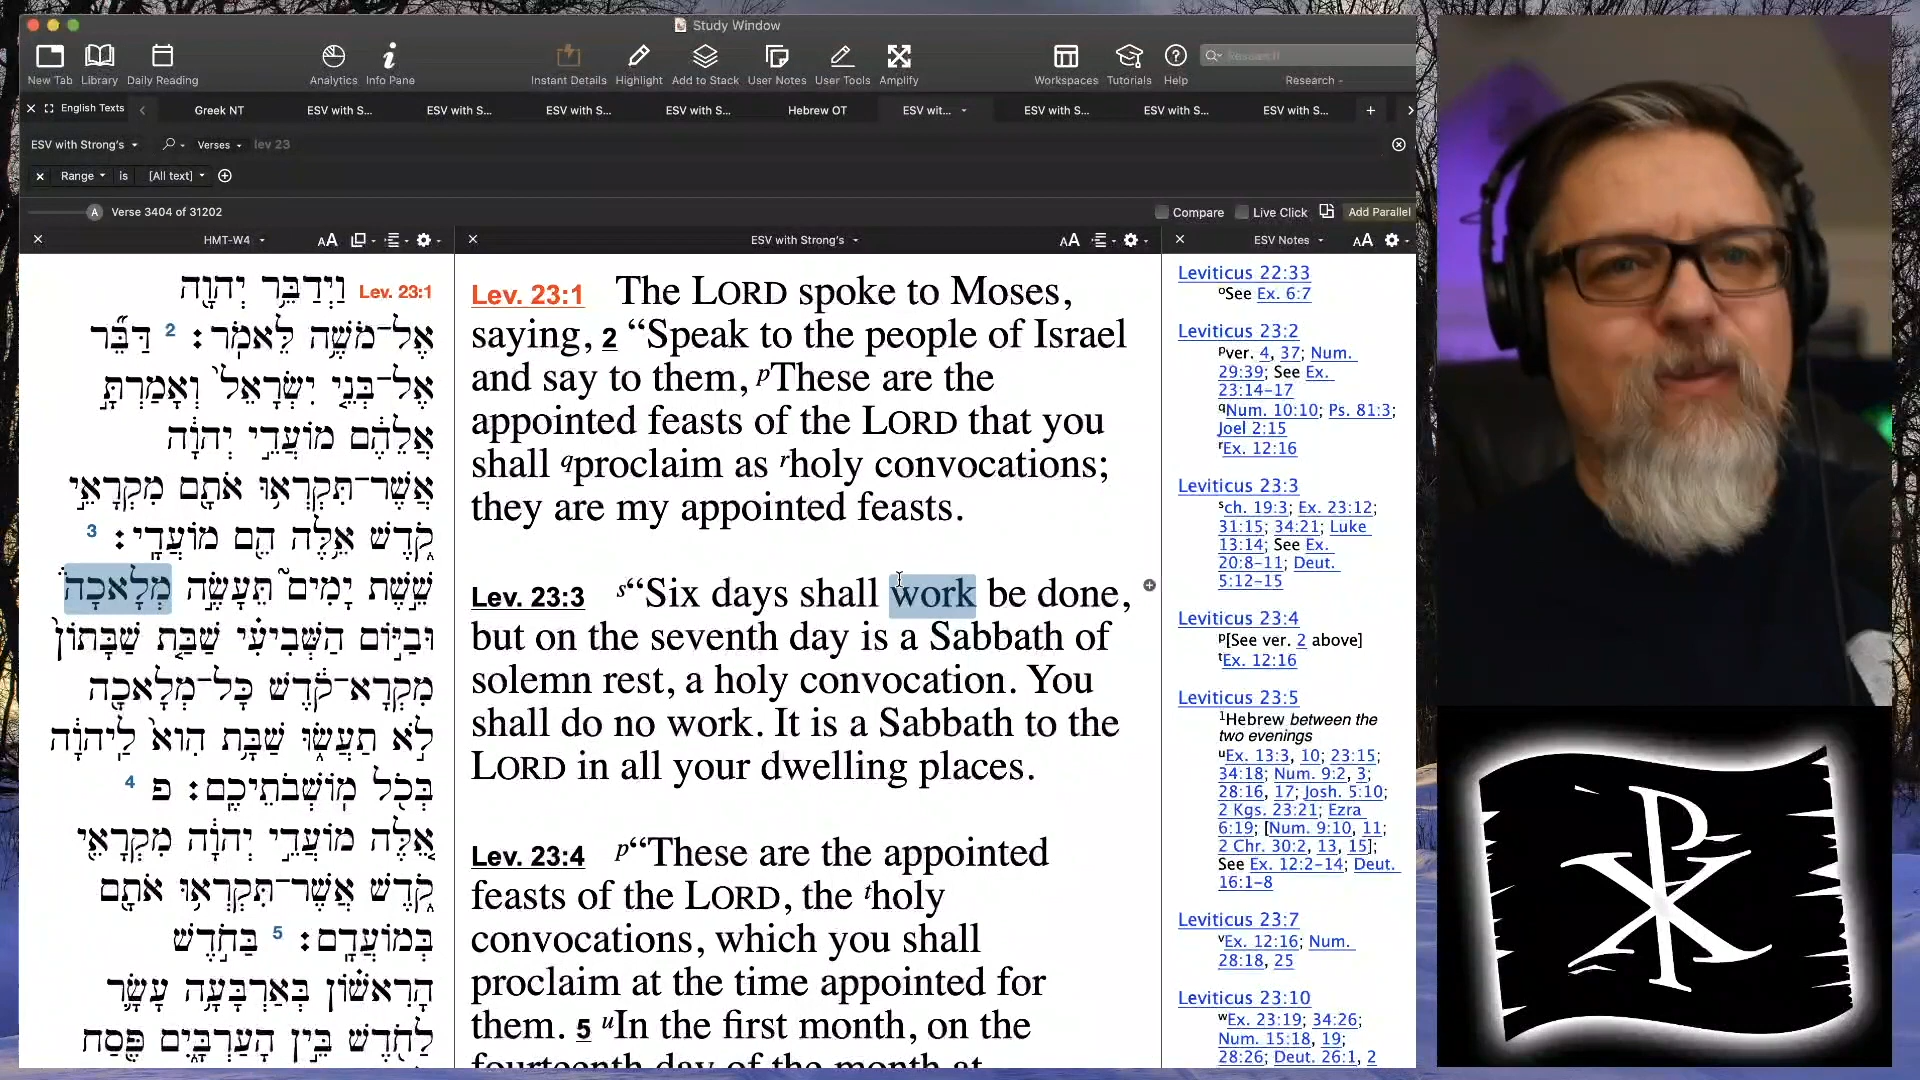 Study Window
New Tab Library Daily Reading Analytics Info Pane Instant Details Highlight Add to Stack User Notes User Tools Amplify Workspaces Tutorials Help Research
Research
English Texts Greek NT ESV with S... ESV with S... ESV with S... ESV with S... Hebrew OT ESV wit... ESV with S... ESV with S... ESV with S...
ESV with Strong's Verses lev 23
Range is [All text]
A Verse 3404 of 31202 Compare Live Click Add Parallel
HMT-W4
Lev. 23:1 וַיְדַבֵּר יְהוָה
אֶל־מֹשֶׁה לֵּאמֹר׃ 2 דַּבֵּר
אֶל־בְּנֵי יִשְׂרָאֵל וְאָמַרְתָּ
אֲלֵהֶם מוֹעֲדֵי יְהוָה
אֲשֶׁר־תִּקְרְאוּ אֹתָם מִקְרָאֵי
קֹדֶשׁ אֵלֶּה הֵם מוֹעֲדָי׃ 3
שֵׁשֶׁת יָמִים תֵּעָשֶׂה מְלָאכָה
וּבַיּוֹם הַשְּׁבִיעִי שַׁבַּת שַׁבָּתוֹן
מִקְרָא־קֹדֶשׁ כָּל־מְלָאכָה
לֹא תַעֲשׂוּ שַׁבָּת הִוא לַיהוָה
בְּכֹל מוֹשְׁבֹתֵיכֶם׃ פ 4
אֵלֶּה מוֹעֲדֵי יְהוָה מִקְרָאֵי
קֹדֶשׁ אֲשֶׁר־תִּקְרְאוּ אֹתָם
בְּמוֹעֲדָם׃ 5 בַּחֹדֶשׁ
הָרִאשׁוֹן בְּאַרְבָּעָה עָשָׂר
לַחֹדֶשׁ בֵּין הָעַרְבָּיִם פֶּסַח
ESV with Strong's
Lev. 23:1 The LORD spoke to Moses,
saying, 2 “Speak to the people of Israel
and say to them, pThese are the
appointed feasts of the LORD that you
shall qproclaim as rholy convocations;
they are my appointed feasts.
Lev. 23:3 s“Six days shall work be done,
but on the seventh day is a Sabbath of
solemn rest, a holy convocation. You
shall do no work. It is a Sabbath to the
LORD in all your dwelling places.
Lev. 23:4 p“These are the appointed
feasts of the LORD, the tholy
convocations, which you shall
proclaim at the time appointed for
them. 5 uIn the first month, on the
fourteenth day of the month at
ESV Notes
Leviticus 22:33
oSee Ex. 6:7
Leviticus 23:2
pver. 4, 37; Num.
29:39; See Ex.
23:14–17
qNum. 10:10; Ps. 81:3;
Joel 2:15
rEx. 12:16
Leviticus 23:3
sch. 19:3; Ex. 23:12;
31:15; 34:21; Luke
13:14; See Ex.
20:8–11; Deut.
5:12–15
Leviticus 23:4
p[See ver. 2 above]
tEx. 12:16
Leviticus 23:5
1Hebrew between the
two evenings
uEx. 13:3, 10; 23:15;
34:18; Num. 9:2, 3;
28:16, 17; Josh. 5:10;
2 Kgs. 23:21; Ezra
6:19; [Num. 9:10, 11;
2 Chr. 30:2, 13, 15];
See Ex. 12:2–14; Deut.
16:1–8
Leviticus 23:7
vEx. 12:16; Num.
28:18, 25
Leviticus 23:10
wEx. 23:19; 34:26;
Num. 15:18, 19;
28:26; Deut. 26:1, 2